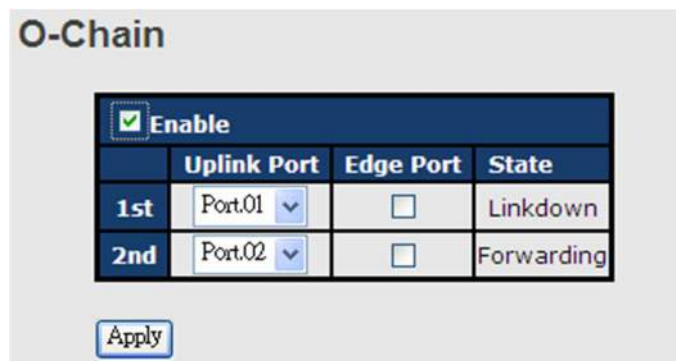 O-Chain
Enable
Uplink Port Edge Port State
1st Port.01 Linkdown
2nd Port.02 Forwarding
Apply